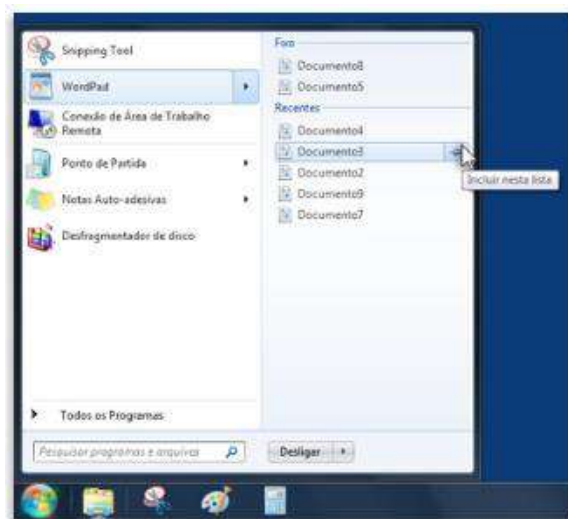 Snipping Tool
WordPad
Conexão de Área de Trabalho
Remota
Ponto de Partida
Notas Auto-adesivas
Desfragmentador de disco
Todos os Programas
Pesquisar programas e arquivos
Desligar
Fixo
Documento8
Documento5
Recentes
Documento4
Documento3
Documento2
Documento9
Documento7
Incluir nesta lista